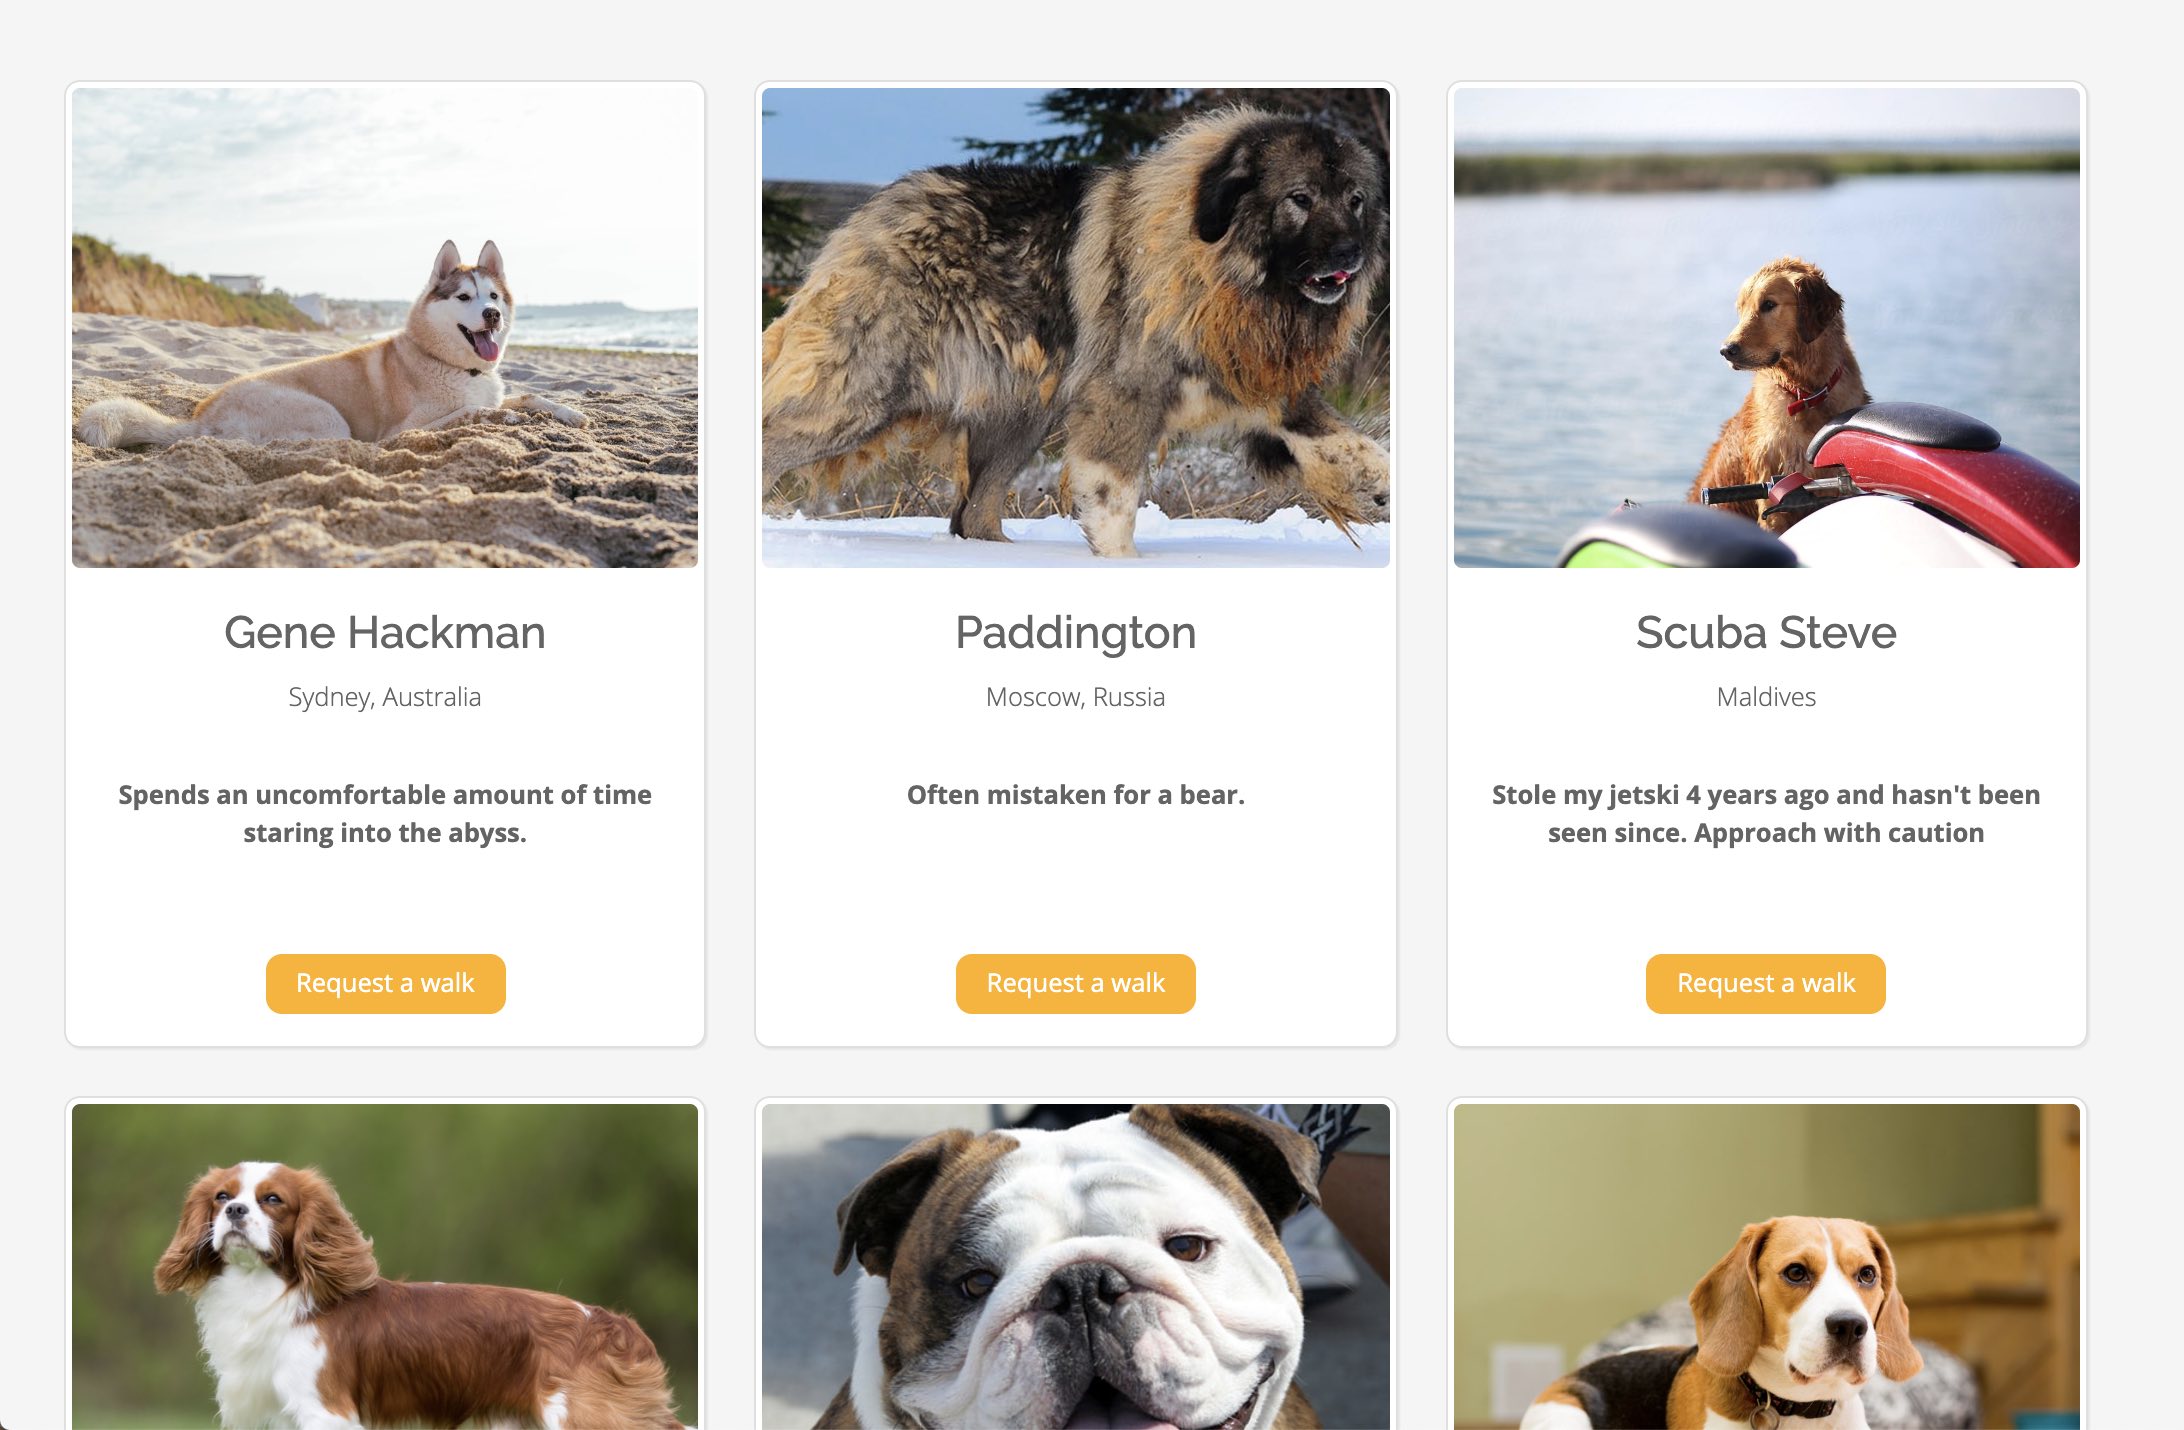 Gene Hackman
Sydney, Australia
Spends an uncomfortable amount of time
staring into the abyss.
Request a walk
Paddington
Moscow, Russia
Often mistaken for a bear.
Request a walk
Scuba Steve
Maldives
Stole my jetski 4 years ago and hasn't been
seen since. Approach with caution
Request a walk